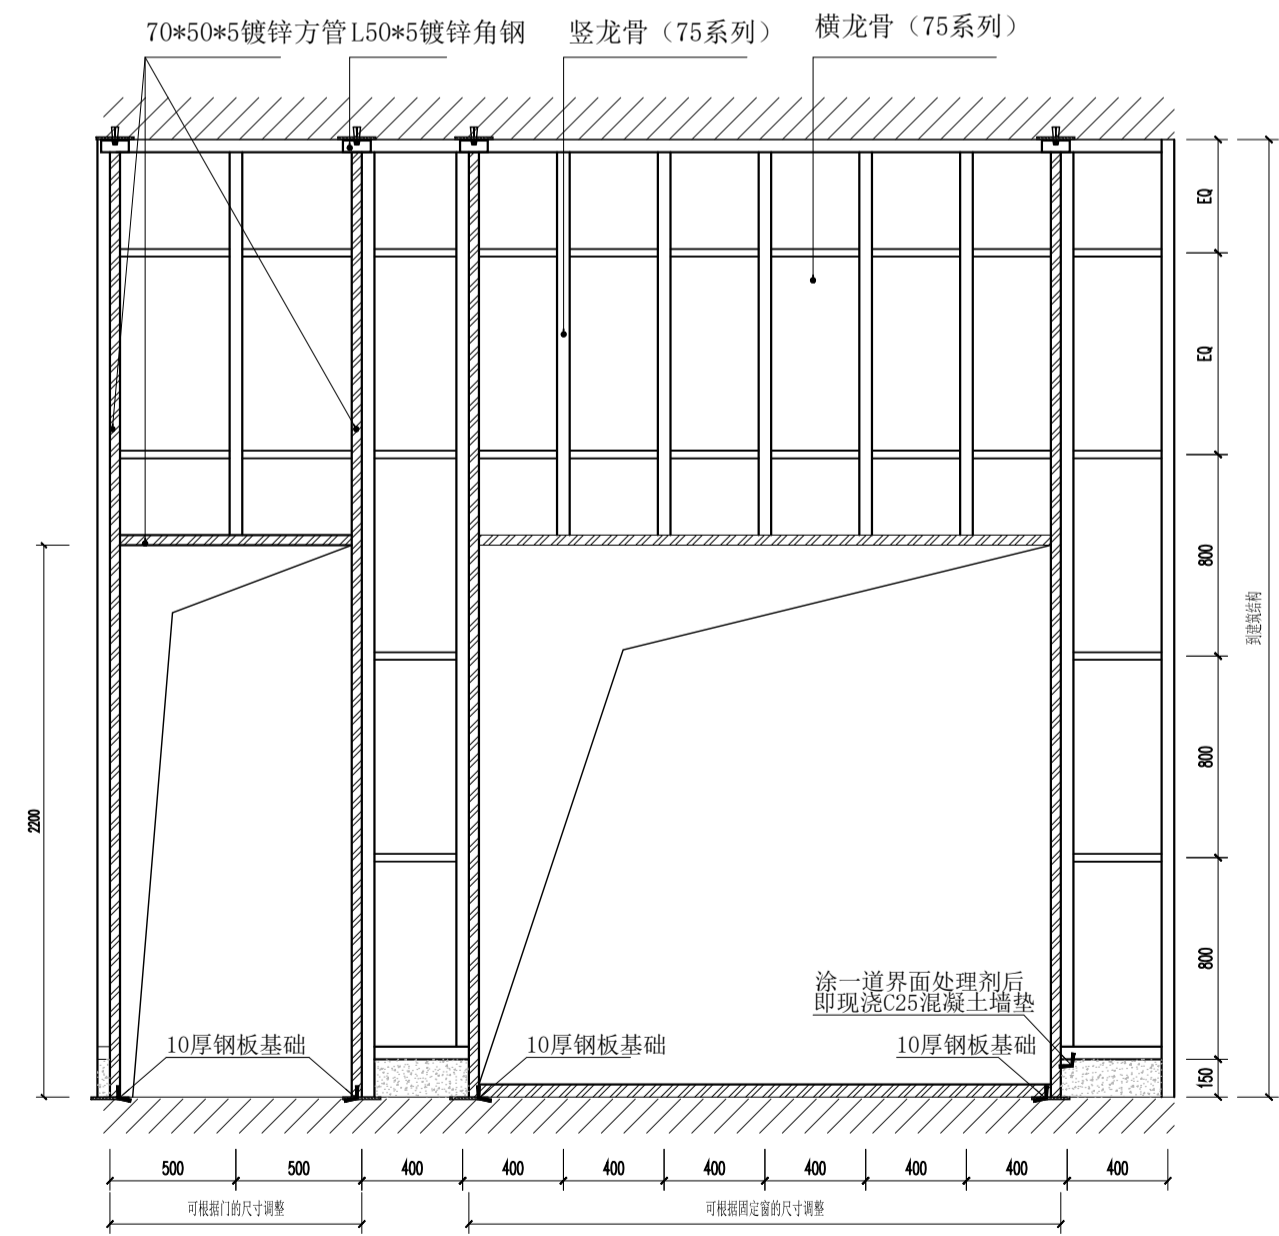 70*50*5镀锌方管
L50*5镀锌角钢
竖龙骨（75系列）
横龙骨（75系列）
EQ
EQ
800
到建筑结构
800
2200
800
涂一道界面处理剂后
即现浇C25混凝土墙垫
10厚钢板基础
10厚钢板基础
10厚钢板基础
150
500
500
400
400
400
400
400
400
400
400
可根据门的尺寸调整
可根据固定窗的尺寸调整